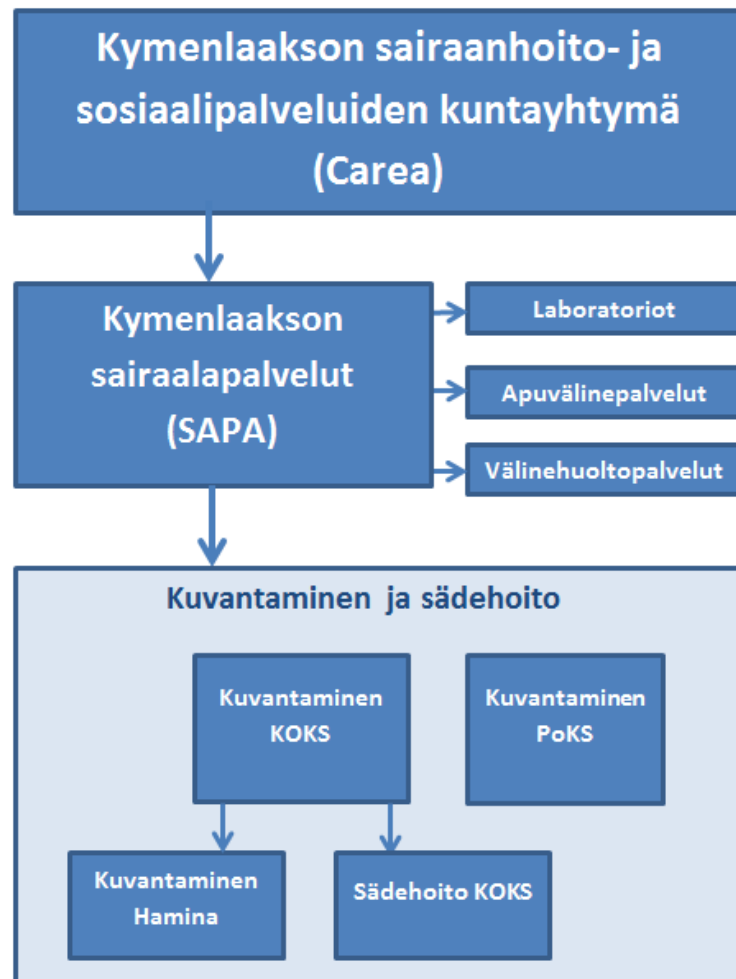 Kymenlaakson sairaanhoito- ja
sosiaalipalveluiden kuntayhtymä
(Carea)
Kymenlaakson
sairaalapalvelut
(SAPA)
Laboratoriot
Apuvälinepalvelut
Välinehuoltopalvelut
Kuvantaminen ja sädehoito
Kuvantaminen
KOKS
Kuvantaminen
PoKS
Kuvantaminen
Hamina
Sädehoito KOKS